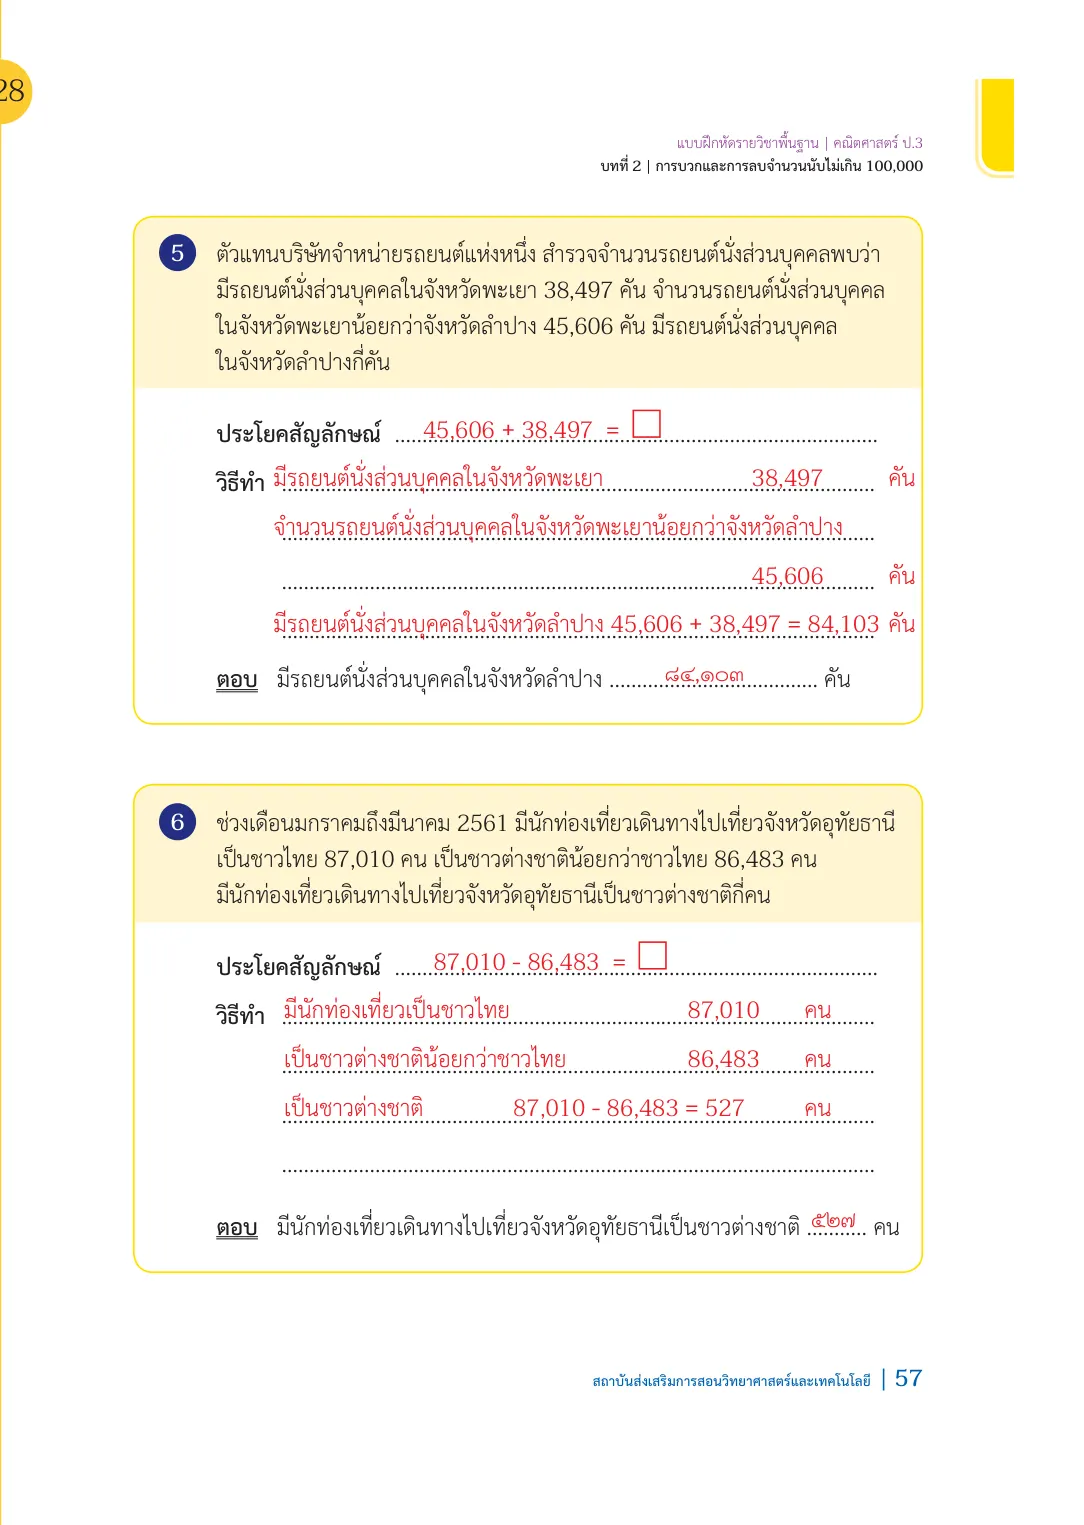 28
แบบฝึกหัดรายวิชาพื้นฐาน | คณิตศาสตร์ ป.3
บทที่ 2 | การบวกและการลบจำนวนนับไม่เกิน 100,000
5 ตัวแทนบริษัทจำหน่ายรถยนต์แห่งหนึ่ง สำรวจจำนวนรถยนต์นั่งส่วนบุคคลพบว่า
มีรถยนต์นั่งส่วนบุคคลในจังหวัดพะเยา 38,497 คัน จำนวนรถยนต์นั่งส่วนบุคคล
ในจังหวัดพะเยาน้อยกว่าจังหวัดลำปาง 45,606 คัน มีรถยนต์นั่งส่วนบุคคล
ในจังหวัดลำปางกี่คัน
ประโยคสัญลักษณ์ 45,606 + 38,497 = □
วิธีทำ มีรถยนต์นั่งส่วนบุคคลในจังหวัดพะเยา 38,497 คัน
จำนวนรถยนต์นั่งส่วนบุคคลในจังหวัดพะเยาน้อยกว่าจังหวัดลำปาง
45,606 คัน
มีรถยนต์นั่งส่วนบุคคลในจังหวัดลำปาง 45,606 + 38,497 = 84,103 คัน
ตอบ มีรถยนต์นั่งส่วนบุคคลในจังหวัดลำปาง ๘๔,๑๐๓ คัน
6 ช่วงเดือนมกราคมถึงมีนาคม 2561 มีนักท่องเที่ยวเดินทางไปเที่ยวจังหวัดอุทัยธานี
เป็นชาวไทย 87,010 คน เป็นชาวต่างชาติน้อยกว่าชาวไทย 86,483 คน
มีนักท่องเที่ยวเดินทางไปเที่ยวจังหวัดอุทัยธานีเป็นชาวต่างชาติกี่คน
ประโยคสัญลักษณ์ 87,010 - 86,483 = □
วิธีทำ มีนักท่องเที่ยวเป็นชาวไทย 87,010 คน
เป็นชาวต่างชาติน้อยกว่าชาวไทย 86,483 คน
เป็นชาวต่างชาติ 87,010 - 86,483 = 527 คน
ตอบ มีนักท่องเที่ยวเดินทางไปเที่ยวจังหวัดอุทัยธานีเป็นชาวต่างชาติ ๕๒๗ คน
สถาบันส่งเสริมการสอนวิทยาศาสตร์และเทคโนโลยี | 57